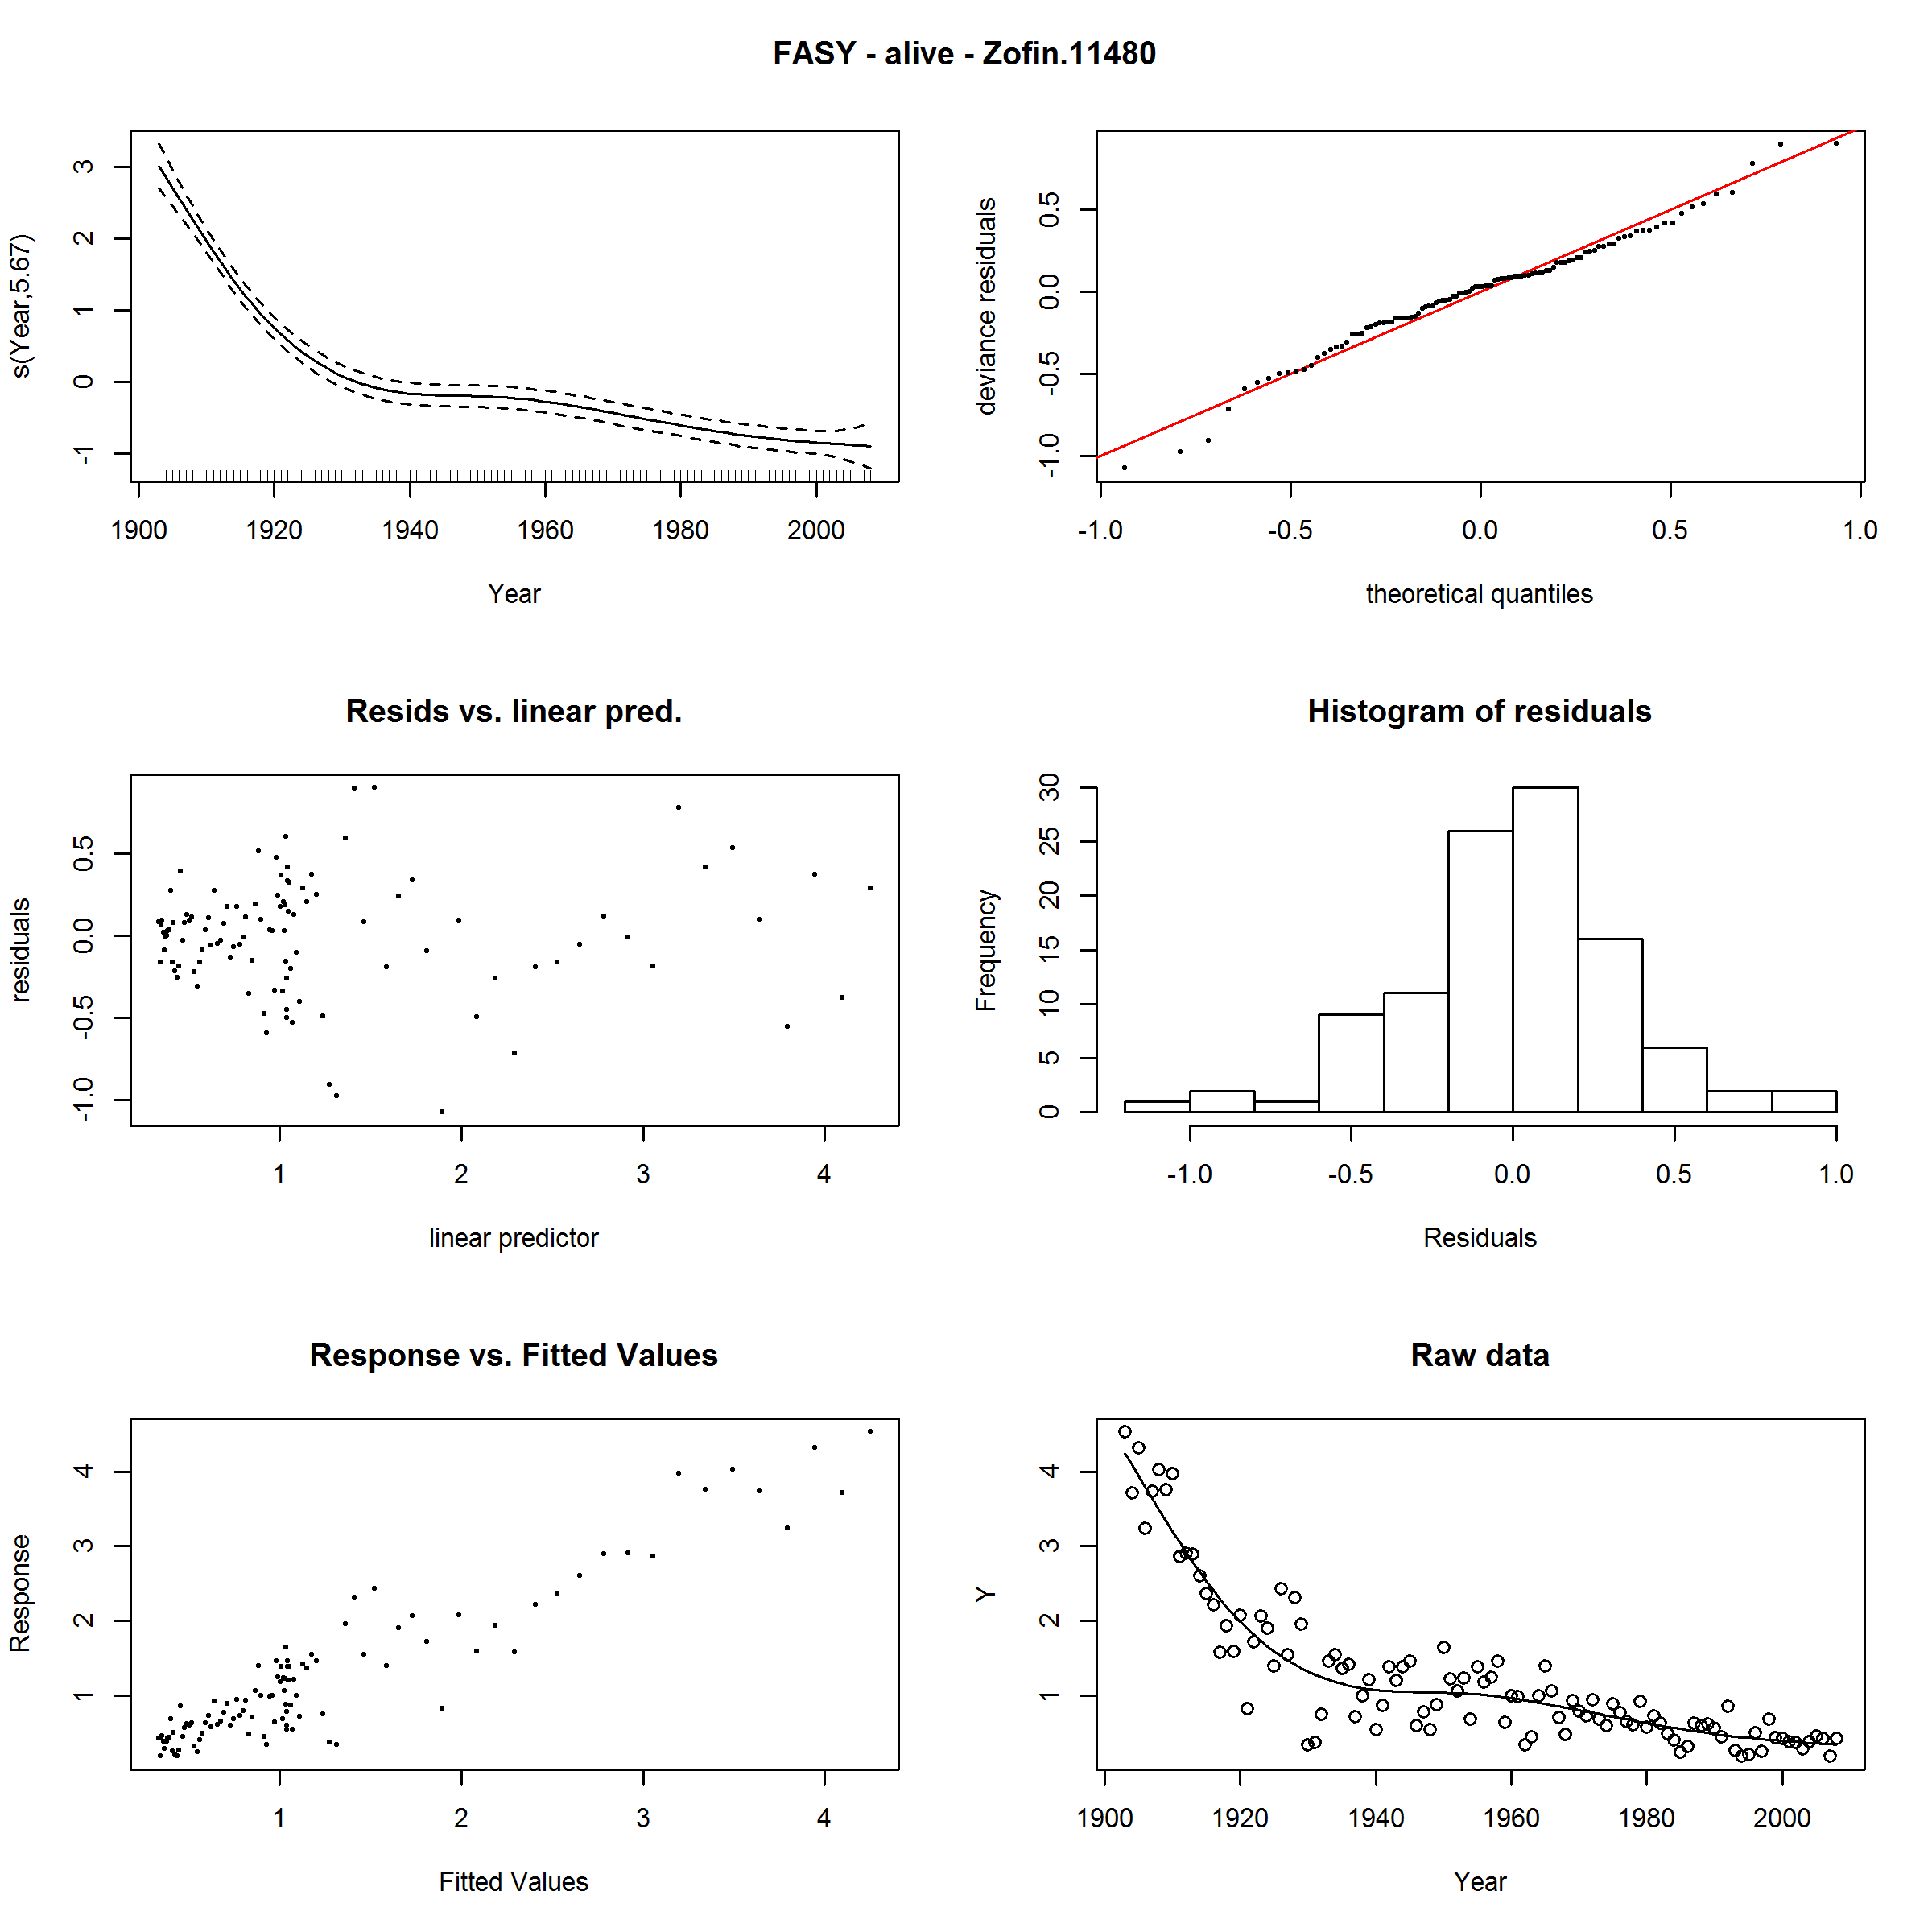 FASY - alive - Zofin.11480
s(Year,5.67)
3
2
1
0
-1
1900 1920 1940 1960 1980 2000
Year
deviance residuals
0.5
0.0
-0.5
-1.0
-1.0 -0.5 0.0 0.5 1.0
theoretical quantiles
Resids vs. linear pred.
residuals
0.5
0.0
-0.5
-1.0
1 2 3 4
linear predictor
Histogram of residuals
Frequency
30
25
20
15
10
5
0
-1.0 -0.5 0.0 0.5 1.0
Residuals
Response vs. Fitted Values
Response
4
3
2
1
1 2 3 4
Fitted Values
Raw data
Y
4
3
2
1
1900 1920 1940 1960 1980 2000
Year